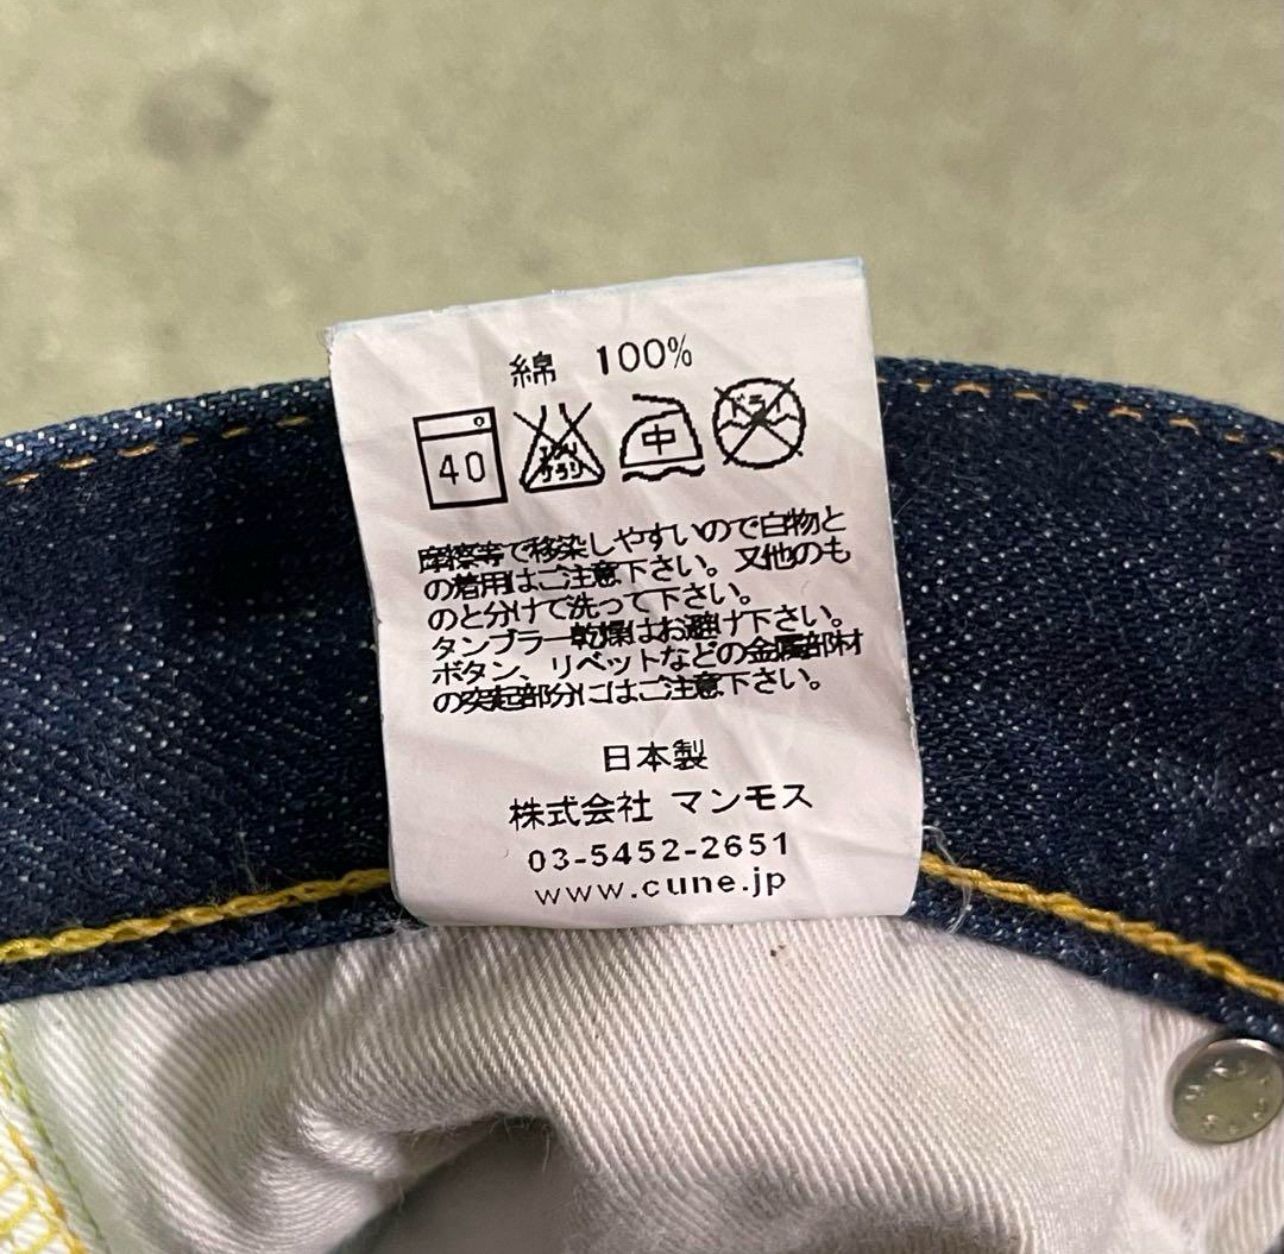 綿 100%
40 エンソ サラシ 中 ドライ
摩擦等で移染しやすいので白物と
の着用はご注意下さい。又他のも
のと分けて洗って下さい。
タンブラー乾燥はお避け下さい。
ボタン、リベットなどの金属部材
の突起部分にはご注意下さい。
日本製
株式会社 マンモス
03-5452-2651
www.cune.jp